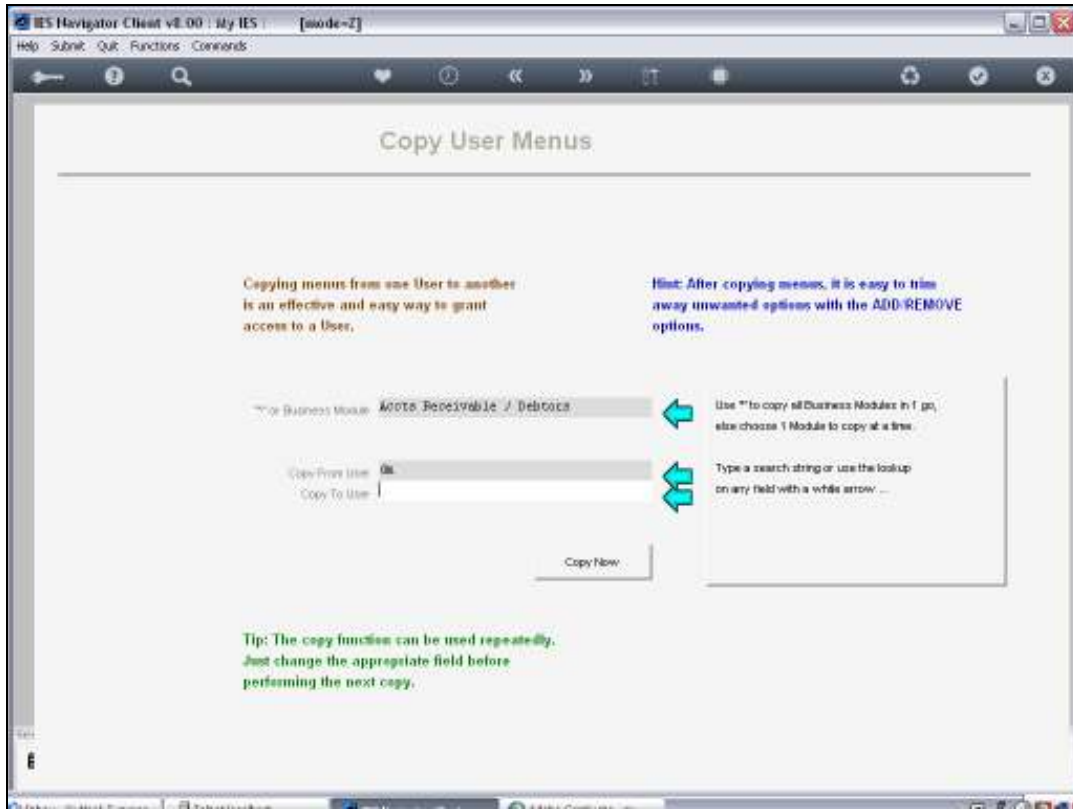 IES Navigator Client v8.00 : My IES : [mode=Z]
Help Submit Quit Functions Commands
Copy User Menus
Copying menus from one User to another
is an effective and easy way to grant
access to a User.
Hint: After copying menus, it is easy to trim
away unwanted options with the ADD/REMOVE
options.
'*' or Business Module Accts Receivable / Debtors
Use '*' to copy all Business Modules in 1 go,
else choose 1 Module to copy at a time.
Copy From User
Copy To User
Type a search string or use the lookup
on any field with a while arrow ...
Copy Now
Tip: The copy function can be used repeatedly.
Just change the appropriate field before
performing the next copy.